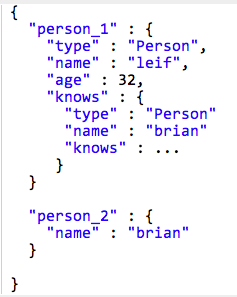 {
  "person_1" : {
    "type" : "Person",
    "name" : "leif",
    "age" : 32,
    "knows" : {
      "type" : "Person"
      "name" : "brian"
      "knows" : ...
     }
  }

  "person_2" : {
    "name" : "brian"
  }

}